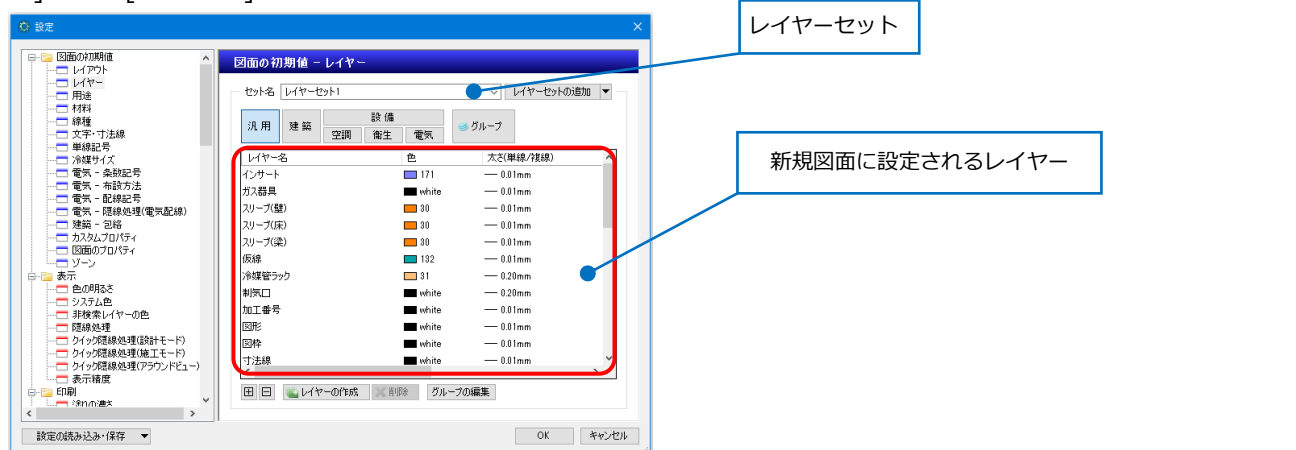 設定
図面の初期値
レイアウト
レイヤー
用途
材料
線種
文字・寸法線
単線記号
冷媒サイズ
電気 - 条数記号
電気 - 布設方法
電気 - 配線記号
電気 - 隠線処理(電気配線)
建築 - 包絡
カスタムプロパティ
図面のプロパティ
ゾーン
表示
色の明るさ
システム色
非検索レイヤーの色
隠線処理
クイック隠線処理(設計モード)
クイック隠線処理(施工モード)
クイック隠線処理(アラウンドビュー)
表示精度
印刷
塗りの濃さ
設定の読み込み・保存
図面の初期値 - レイヤー
セット名 レイヤーセット1 レイヤーセットの追加
汎用 建築 設備 グループ
空調 衛生 電気
レイヤー名 色 太さ(単線/複線)
インサート 171 0.01mm
ガス器具 white 0.01mm
スリーブ(壁) 30 0.01mm
スリーブ(床) 30 0.01mm
スリーブ(梁) 30 0.01mm
仮線 132 0.01mm
冷媒管ラック 31 0.20mm
制気口 white 0.20mm
加工番号 white 0.01mm
図形 white 0.01mm
図枠 white 0.01mm
寸法線 white 0.01mm
レイヤーの作成 削除 グループの編集
OK キャンセル
レイヤーセット
新規図面に設定されるレイヤー